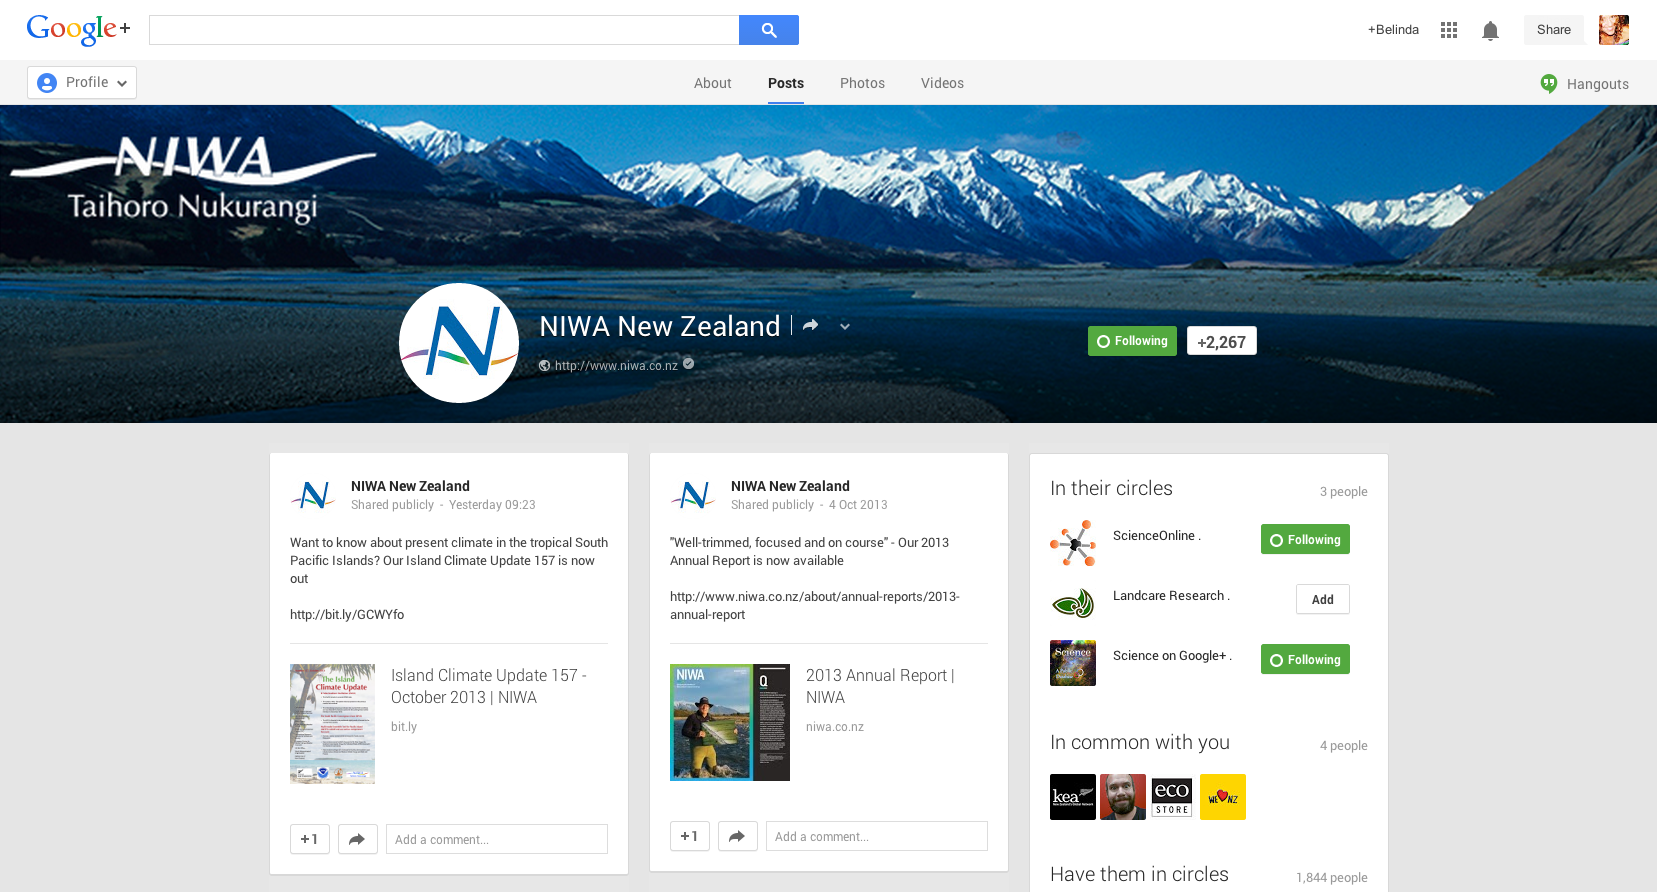 Google+
+Belinda
Share
Profile
About
Posts
Photos
Videos
Hangouts
NIWA
Taihoro Nukurangi
NIWA New Zealand
http://www.niwa.co.nz
Following
+2,267
NIWA New Zealand
Shared publicly - Yesterday 09:23
Want to know about present climate in the tropical South
Pacific Islands? Our Island Climate Update 157 is now
out
http://bit.ly/GCWYfo
The Island
Climate Update
Island Climate Update 157 -
October 2013 | NIWA
bit.ly
+1
Add a comment...
NIWA New Zealand
Shared publicly - 4 Oct 2013
"Well-trimmed, focused and on course" - Our 2013
Annual Report is now available
http://www.niwa.co.nz/about/annual-reports/2013-
annual-report
NIWA
Q
2013 Annual Report |
NIWA
niwa.co.nz
+1
Add a comment...
In their circles
3 people
ScienceOnline .
Following
Landcare Research .
Add
Science
Science on Google+ .
Following
In common with you
4 people
kea
eco
STORE
WE NZ
Have them in circles
1,844 people